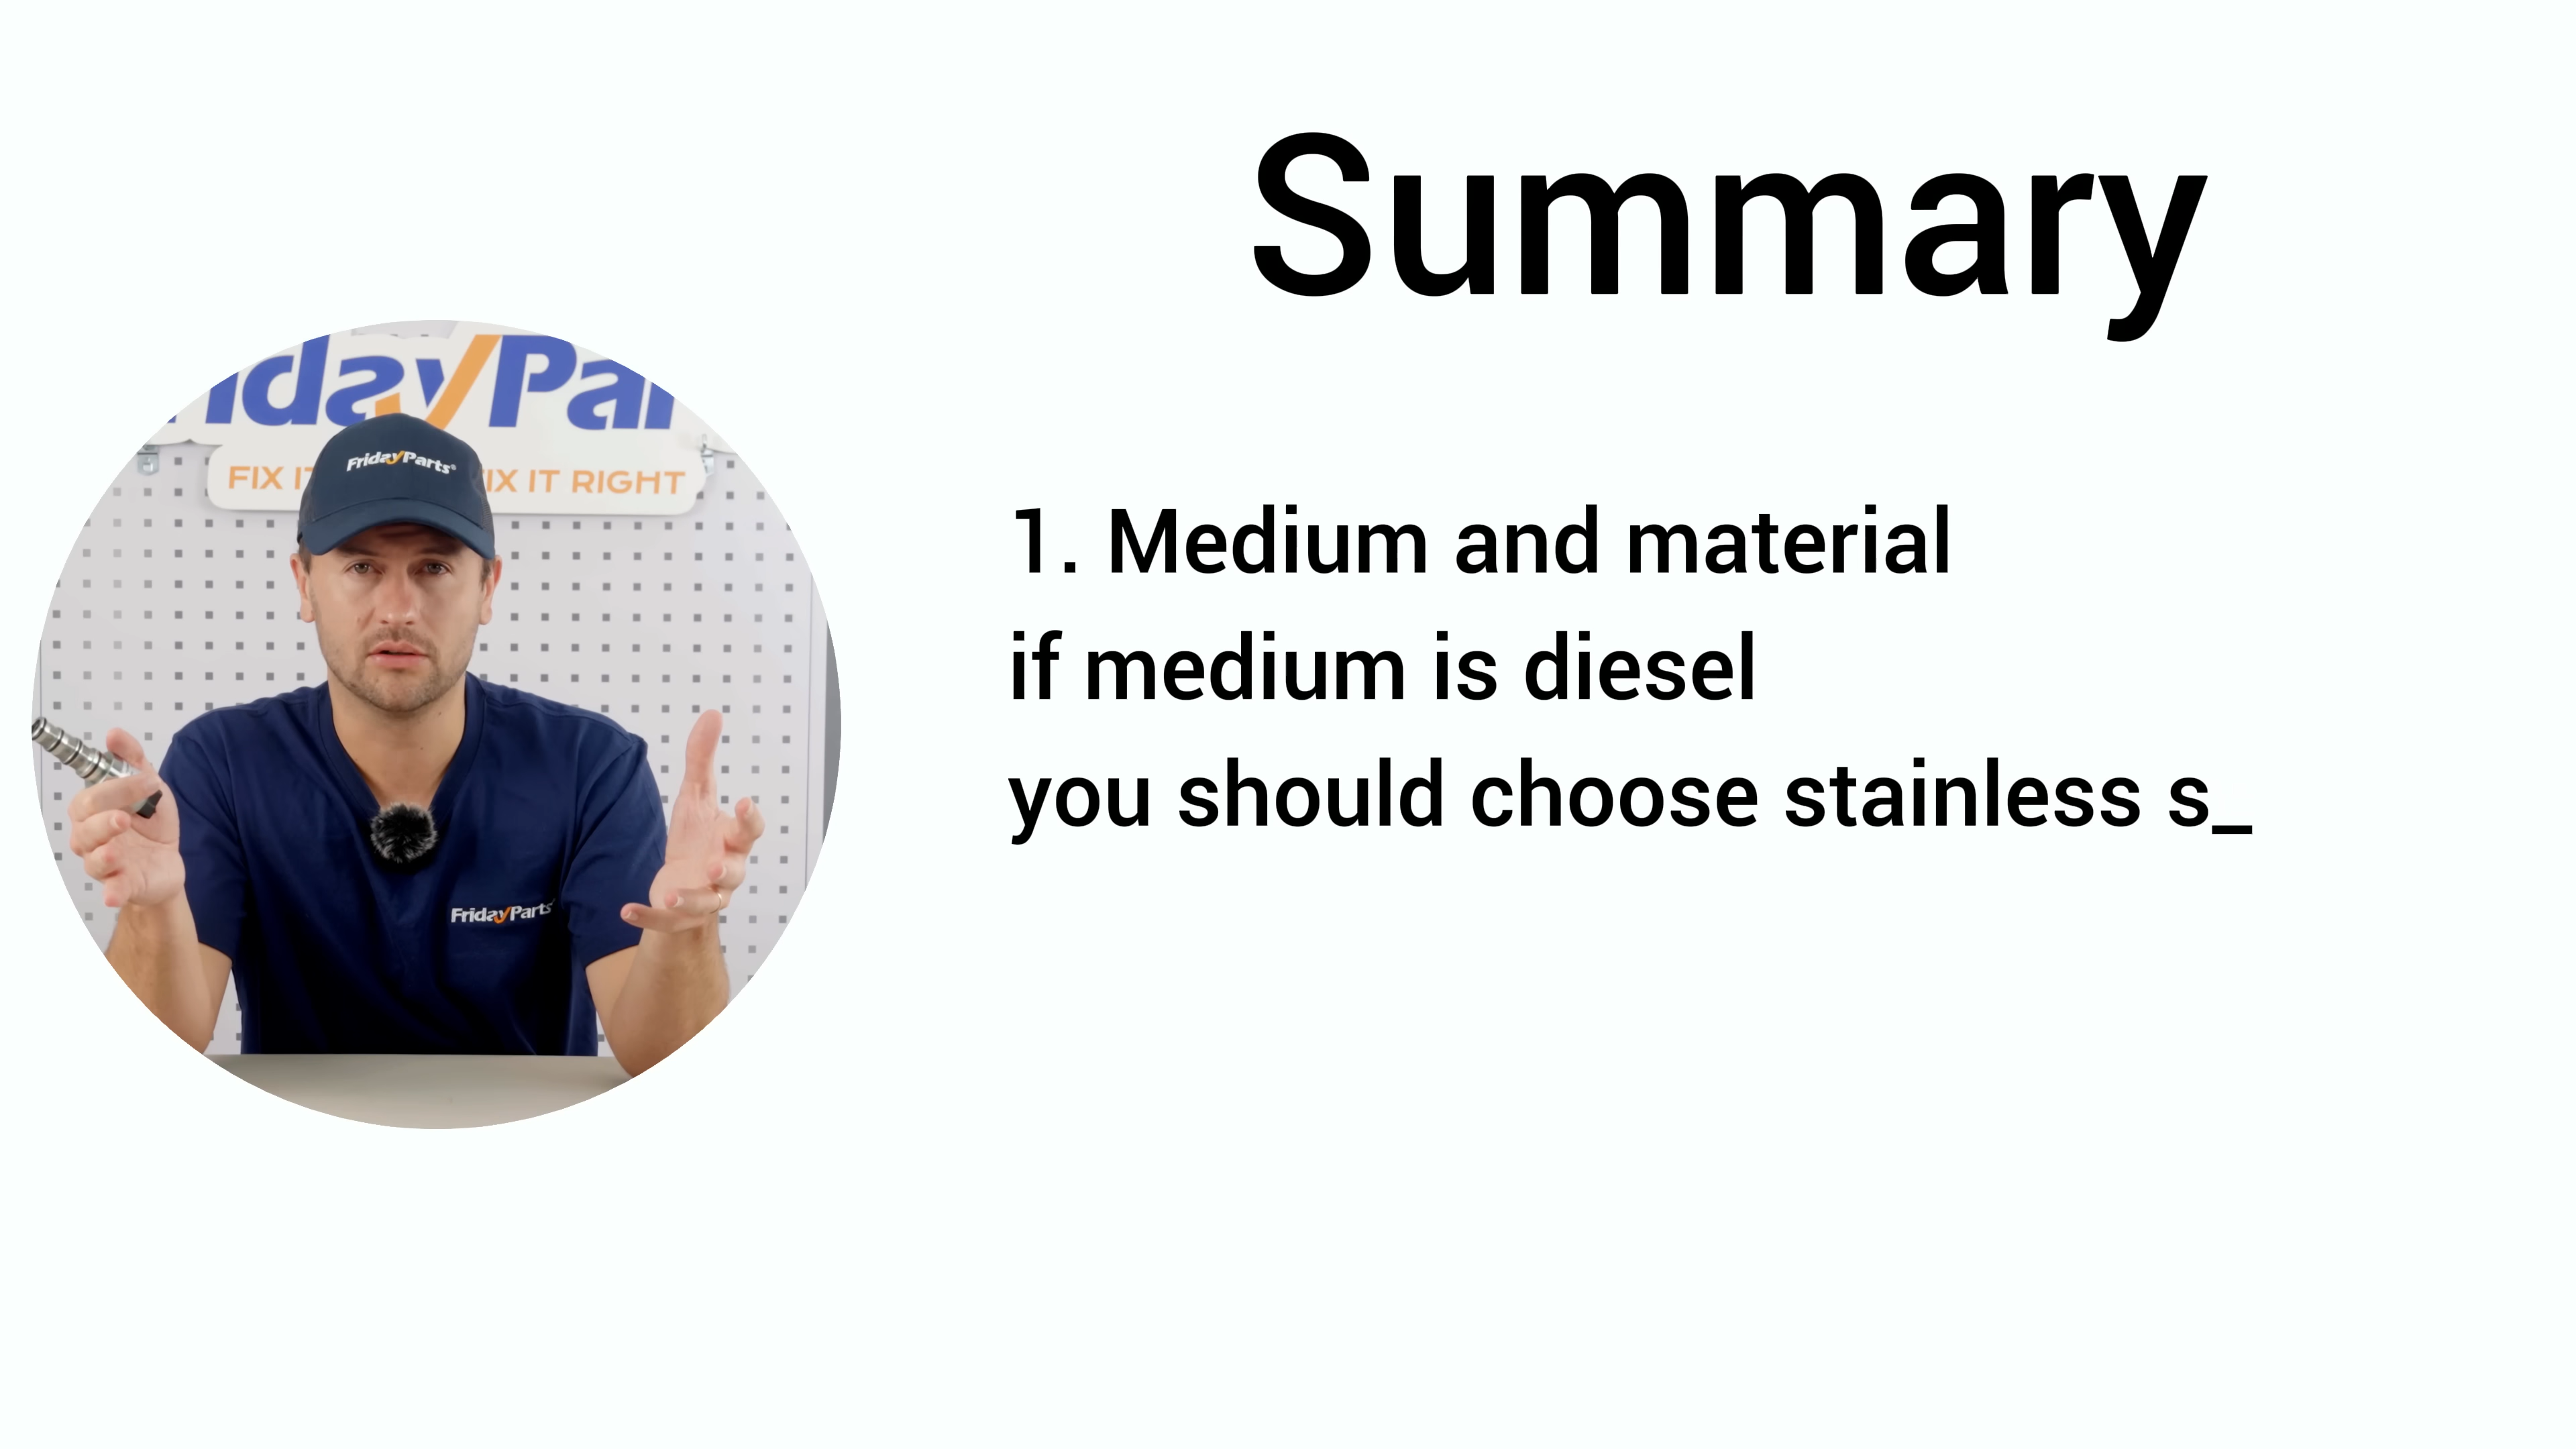 Summary
1. Medium and material
if medium is diesel
you should choose stainless s_
FridayParts
FIX IT RIGHT
FridayParts